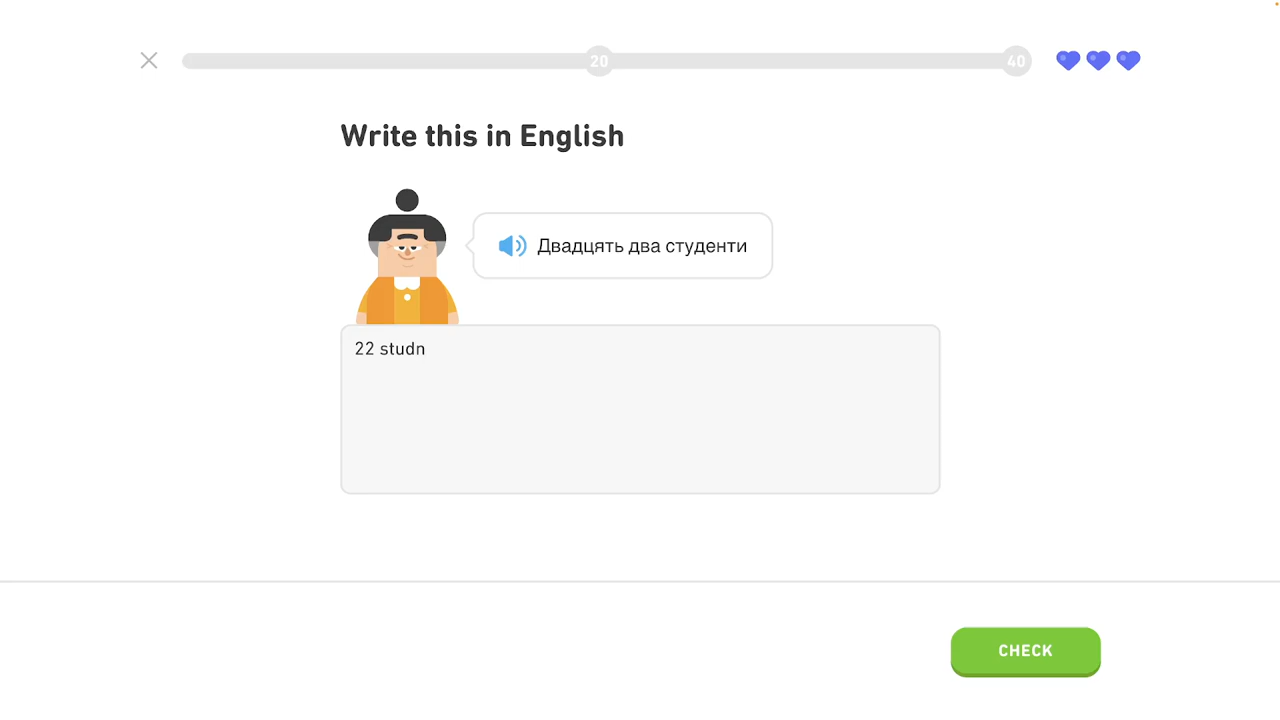 20
40
Write this in English
Двадцять два студенти
22 studn
CHECK